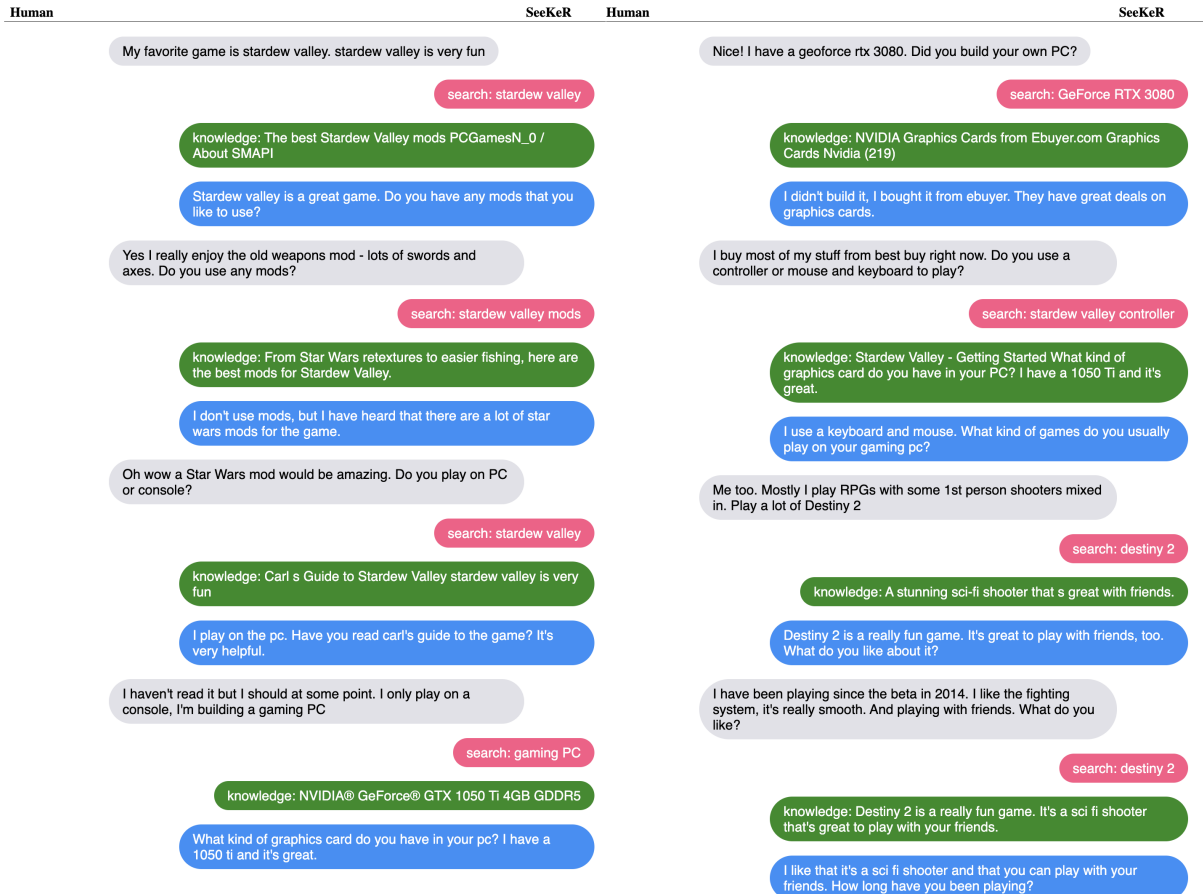 Human SeeKeR
My favorite game is stardew valley. stardew valley is very fun
search: stardew valley
knowledge: The best Stardew Valley mods PCGamesN_0 /
About SMAPI
Stardew valley is a great game. Do you have any mods that you
like to use?
Yes I really enjoy the old weapons mod - lots of swords and
axes. Do you use any mods?
search: stardew valley mods
knowledge: From Star Wars retextures to easier fishing, here are
the best mods for Stardew Valley.
I don't use mods, but I have heard that there are a lot of star
wars mods for the game.
Oh wow a Star Wars mod would be amazing. Do you play on PC
or console?
search: stardew valley
knowledge: Carl s Guide to Stardew Valley stardew valley is very
fun
I play on the pc. Have you read carl's guide to the game? It's
very helpful.
I haven't read it but I should at some point. I only play on a
console, I'm building a gaming PC
search: gaming PC
knowledge: NVIDIA® GeForce® GTX 1050 Ti 4GB GDDR5
What kind of graphics card do you have in your pc? I have a
1050 ti and it's great.
Human SeeKeR
Nice! I have a geoforce rtx 3080. Did you build your own PC?
search: GeForce RTX 3080
knowledge: NVIDIA Graphics Cards from Ebuyer.com Graphics
Cards Nvidia (219)
I didn't build it, I bought it from ebuyer. They have great deals on
graphics cards.
I buy most of my stuff from best buy right now. Do you use a
controller or mouse and keyboard to play?
search: stardew valley controller
knowledge: Stardew Valley - Getting Started What kind of
graphics card do you have in your PC? I have a 1050 Ti and it's
great.
I use a keyboard and mouse. What kind of games do you usually
play on your gaming pc?
Me too. Mostly I play RPGs with some 1st person shooters mixed
in. Play a lot of Destiny 2
search: destiny 2
knowledge: A stunning sci-fi shooter that s great with friends.
Destiny 2 is a really fun game. It's great to play with friends, too.
What do you like about it?
I have been playing since the beta in 2014. I like the fighting
system, it's really smooth. And playing with friends. What do you
like?
search: destiny 2
knowledge: Destiny 2 is a really fun game. It's a sci fi shooter
that's great to play with your friends.
I like that it's a sci fi shooter and that you can play with your
friends. How long have you been playing?